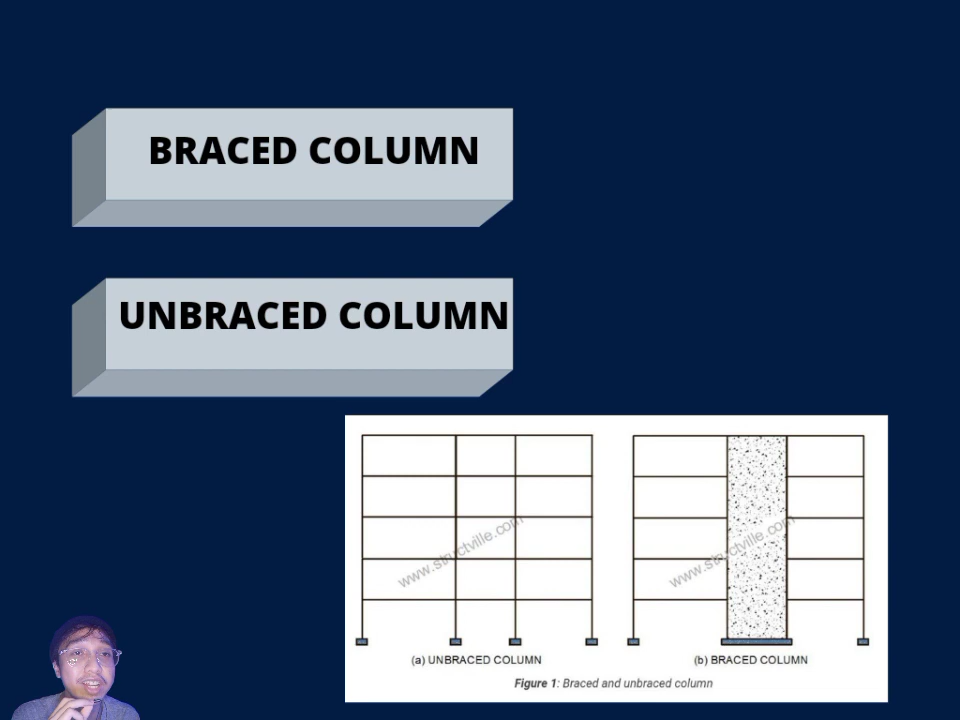 BRACED COLUMN
UNBRACED COLUMN
www.structville.com
www.structville.com
(a) UNBRACED COLUMN
(b) BRACED COLUMN
Figure 1: Braced and unbraced column